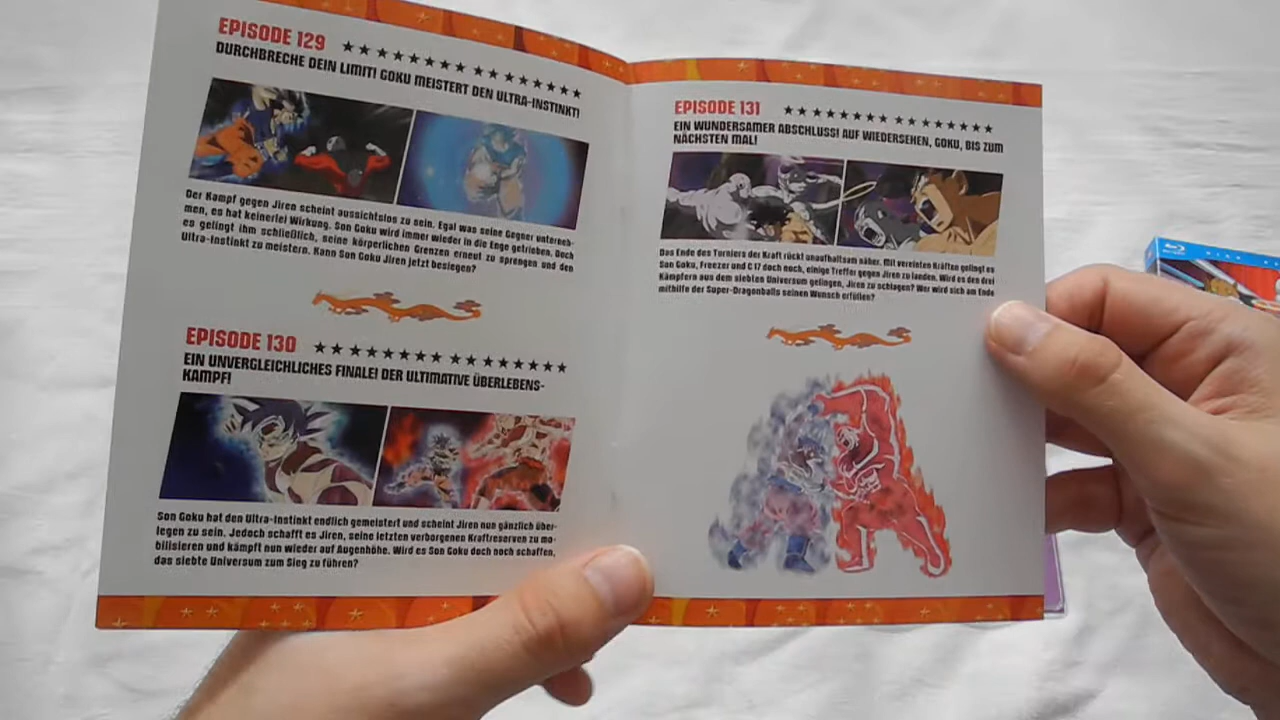 EPISODE 129
DURCHBRECHE DEIN LIMIT! GOKU MEISTERT DEN ULTRA-INSTINKT!
Der Kampf gegen Jiren scheint aussichtslos zu sein. Egal was seine Gegner unterneh-
men, es hat keinerlei Wirkung. Son Goku wird immer wieder in die Enge getrieben. Doch
es gelingt ihm schließlich, seine körperlichen Grenzen erneut zu sprengen und den
Ultra-Instinkt zu meistern. Kann Son Goku Jiren jetzt besiegen?
EPISODE 130
EIN UNVERGLEICHLICHES FINALE! DER ULTIMATIVE ÜBERLEBENS-
KAMPF!
Son Goku hat den Ultra-Instinkt endlich gemeistert und scheint Jiren nun gänzlich über-
legen zu sein. Jedoch schafft es Jiren, seine letzten verborgenen Kraftreserven zu mo-
bilisieren und kämpft nun wieder auf Augenhöhe. Wird es Son Goku doch noch schaffen,
das siebte Universum zum Sieg zu führen?
EPISODE 131
EIN WUNDERSAMER ABSCHLUSS! AUF WIEDERSEHEN, GOKU, BIS ZUM
NÄCHSTEN MAL!
Das Ende des Turniers der Kraft rückt unaufhaltsam näher. Mit vereinten Kräften gelingt es
Son Goku, Freezer und C 17 doch noch, einige Treffer gegen Jiren zu landen. Wird es den drei
Kämpfern aus dem siebten Universum gelingen, Jiren zu schlagen? Wer wird sich am Ende
mithilfe der Super-Dragonballs seinen Wunsch erfüllen?